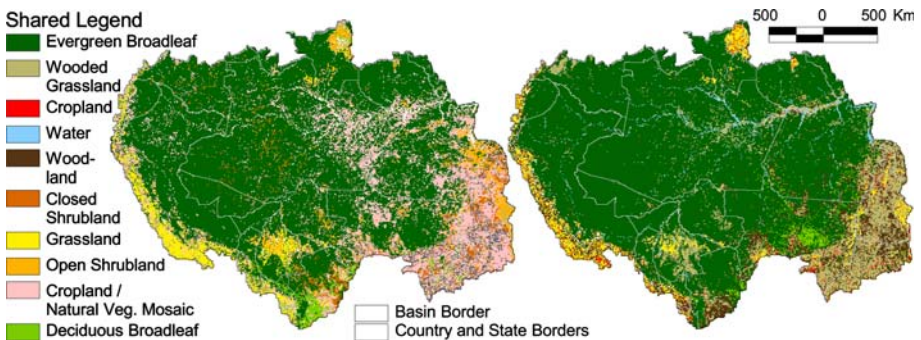 Shared Legend
Evergreen Broadleaf
Wooded
Grassland
Cropland
Water
Wood-
land
Closed
Shrubland
Grassland
Open Shrubland
Cropland /
Natural Veg. Mosaic
Deciduous Broadleaf
Basin Border
Country and State Borders
500 0 500 Km